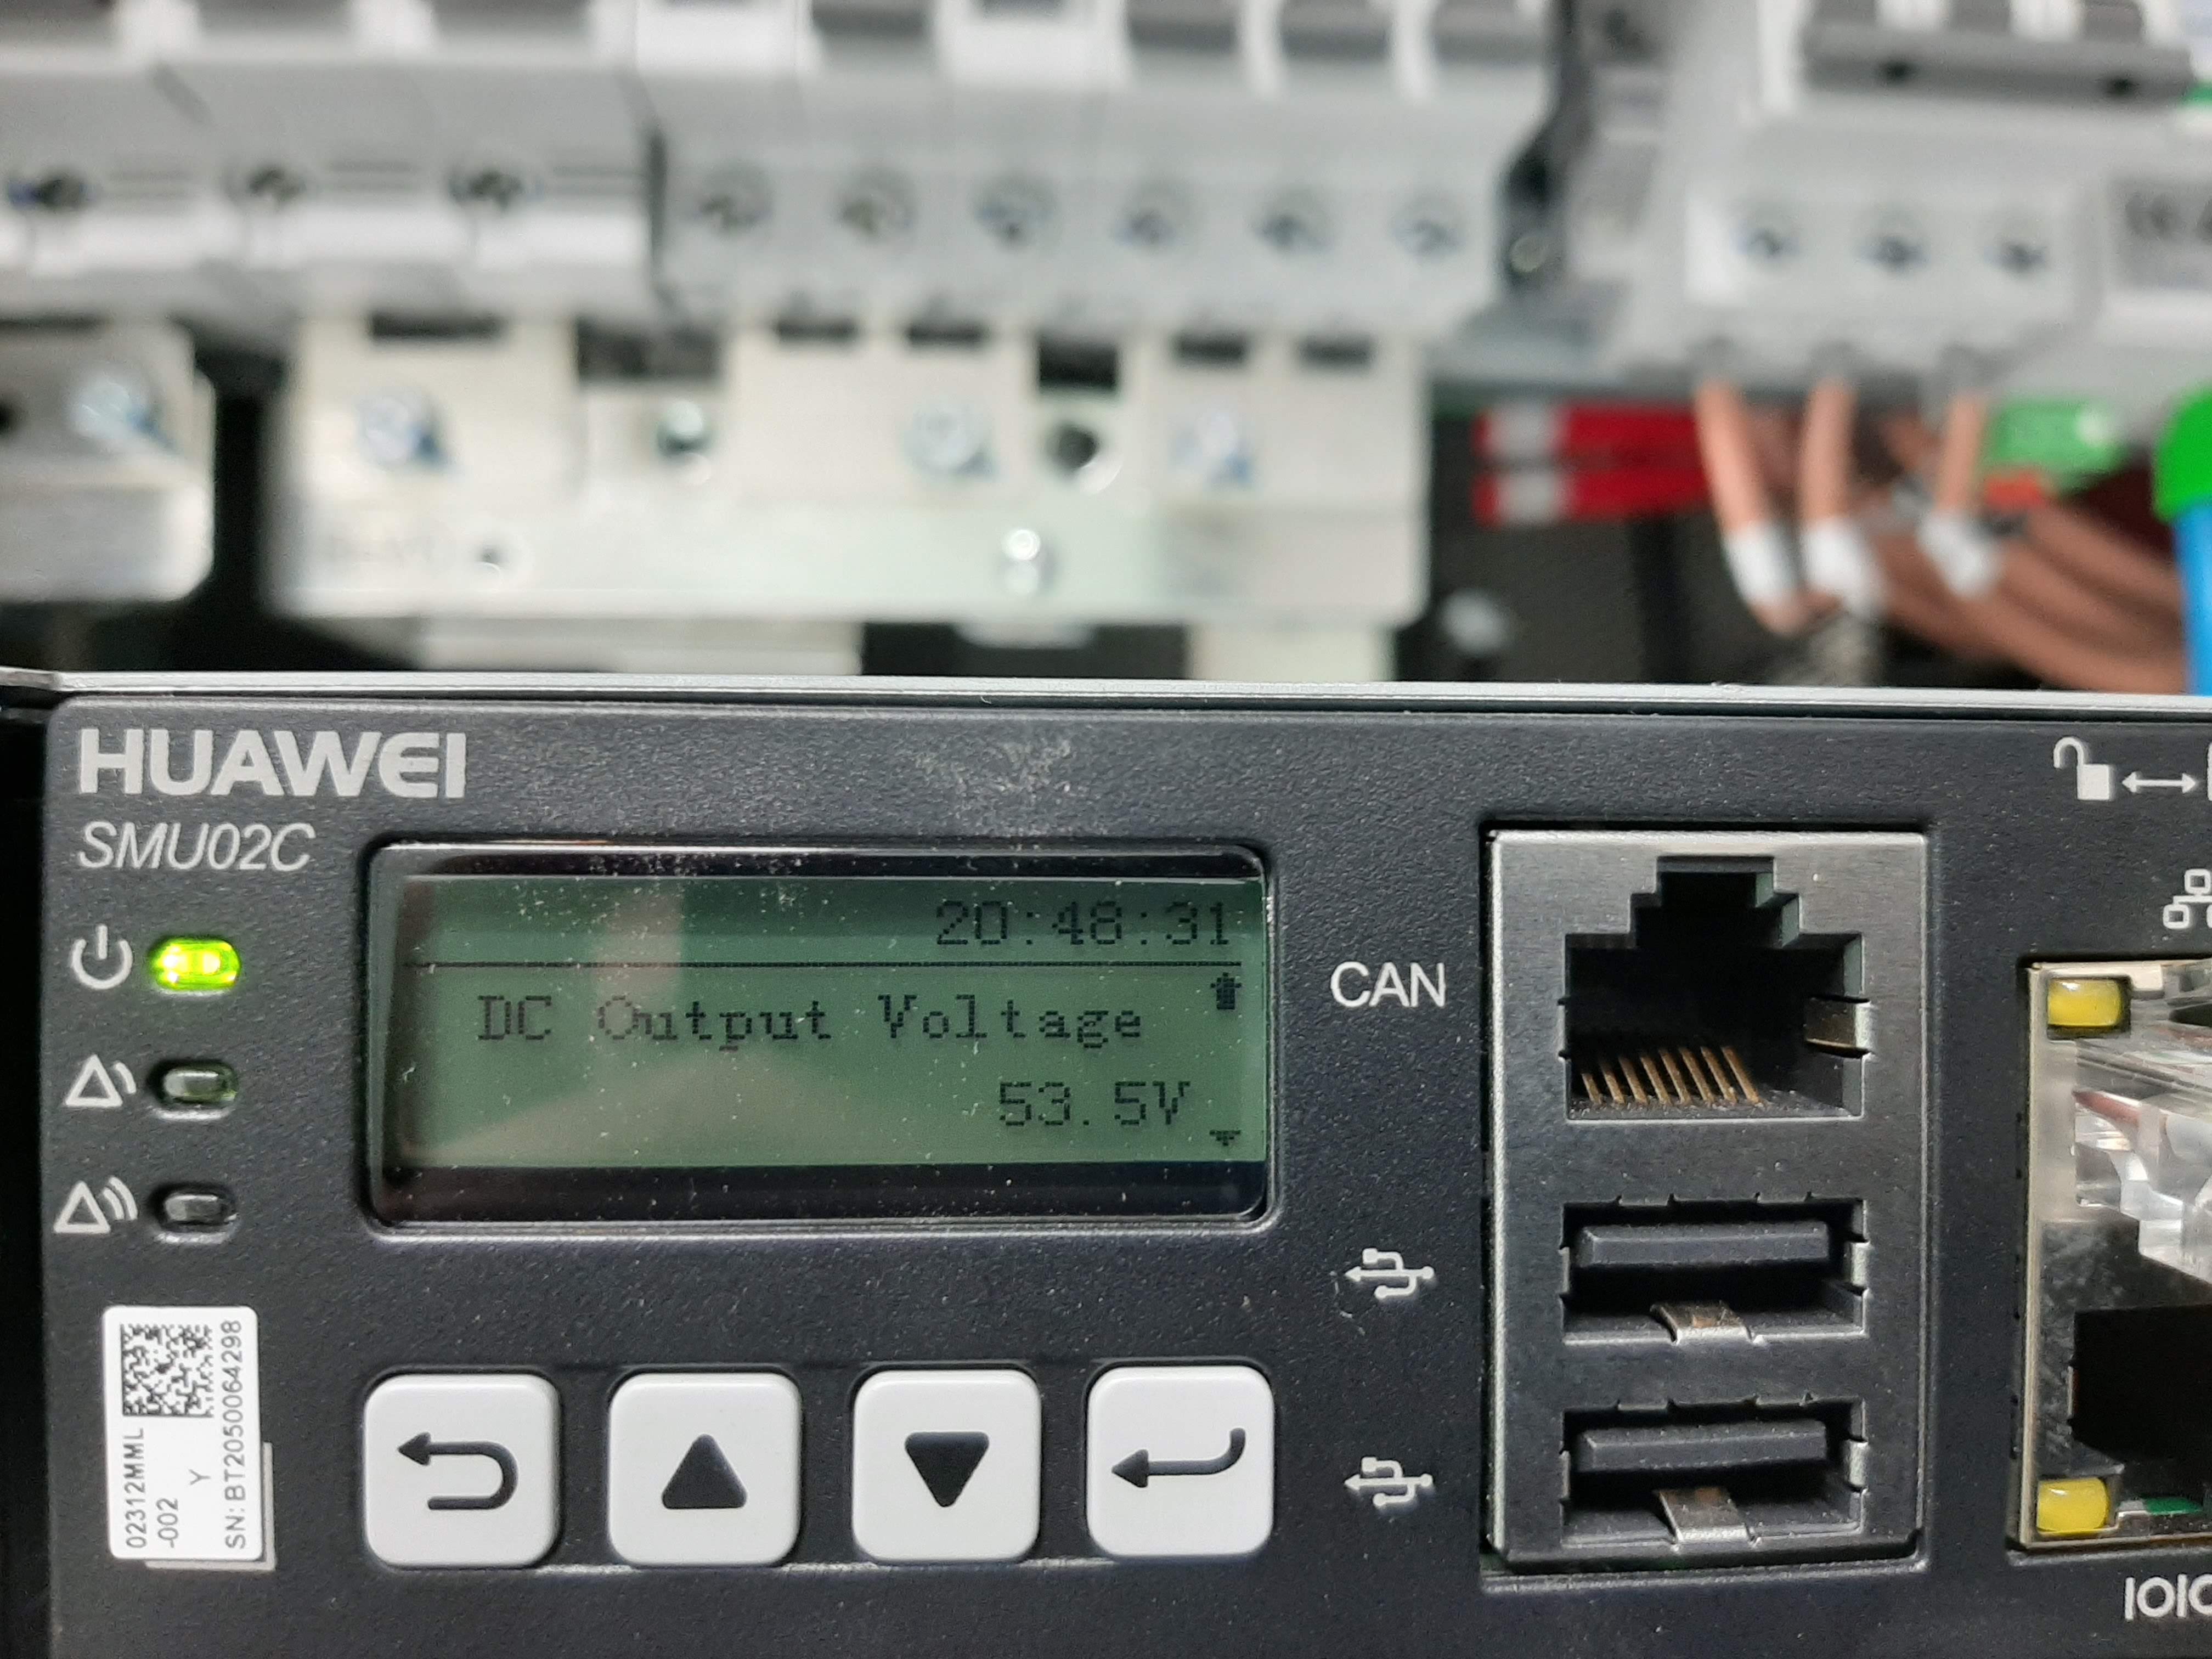 HUAWEI
SMU02C
20:48:31
DC Output Voltage
53.5V
CAN
02312MML
-002
Y
SN:BT2050064298